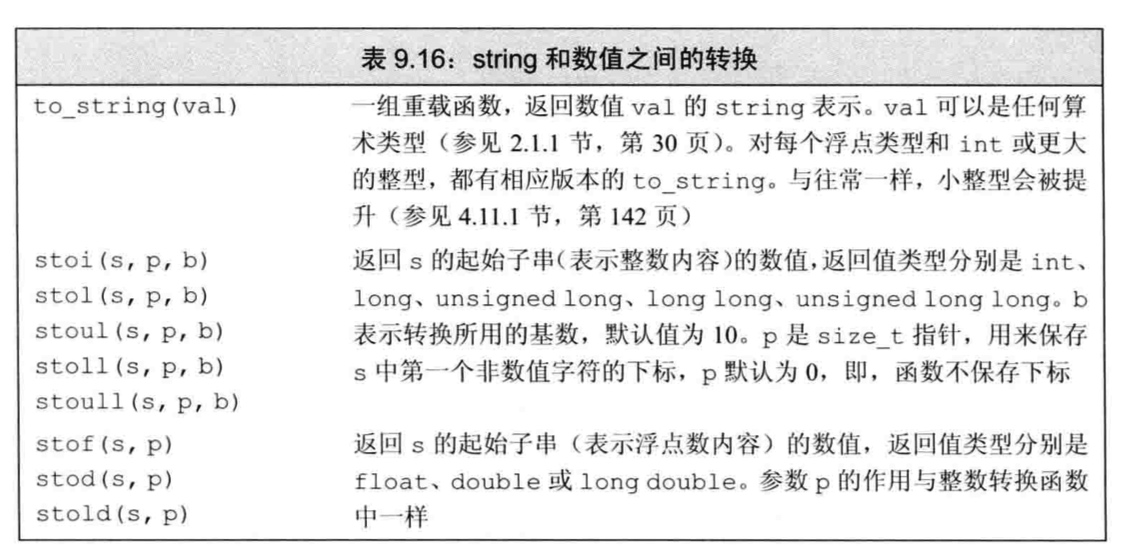 表 9.16：string 和数值之间的转换
to_string(val) 一组重载函数，返回数值 val 的 string 表示。val 可以是任何算
术类型（参见 2.1.1 节，第 30 页）。对每个浮点类型和 int 或更大
的整型，都有相应版本的 to_string。与往常一样，小整型会被提
升（参见 4.11.1 节，第 142 页）
stoi(s, p, b) 返回 s 的起始子串（表示整数内容）的数值，返回值类型分别是 int、
stol(s, p, b) long、unsigned long、long long、unsigned long long。b
stoul(s, p, b) 表示转换所用的基数，默认值为 10。p 是 size_t 指针，用来保存
stoll(s, p, b) s 中第一个非数值字符的下标，p 默认为 0，即，函数不保存下标
stoull(s, p, b)
stof(s, p) 返回 s 的起始子串（表示浮点数内容）的数值，返回值类型分别是
stod(s, p) float、double 或 long double。参数 p 的作用与整数转换函数
stold(s, p) 中一样